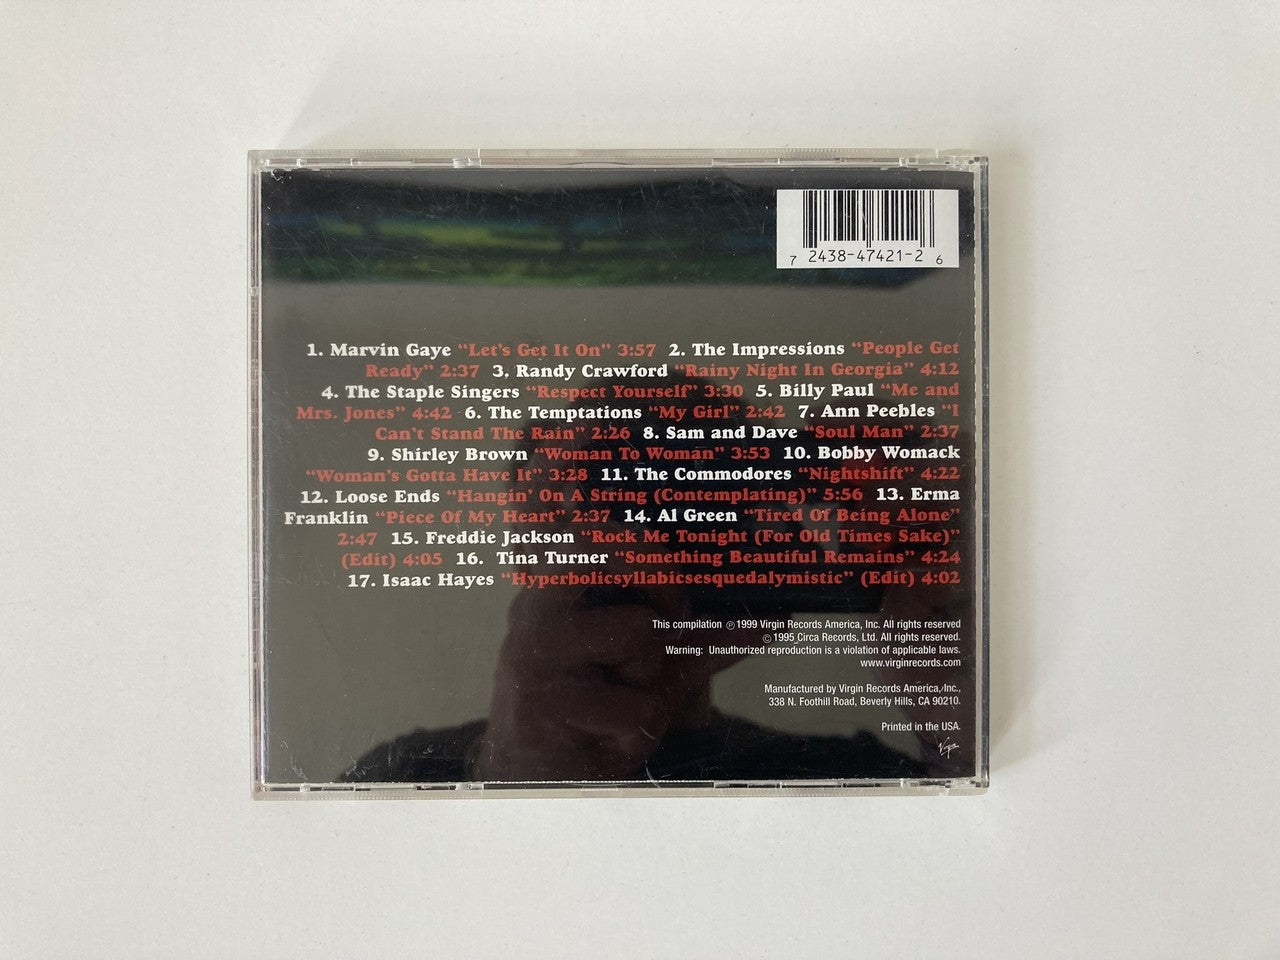 7 2438-47421-2 6
1. Marvin Gaye “Let’s Get It On” 3:57 2. The Impressions “People Get
Ready” 2:37 3. Randy Crawford “Rainy Night In Georgia” 4:12
4. The Staple Singers “Respect Yourself” 3:30 5. Billy Paul “Me and
Mrs. Jones” 4:42 6. The Temptations “My Girl” 2:42 7. Ann Peebles “I
Can’t Stand The Rain” 2:26 8. Sam and Dave “Soul Man” 2:37
9. Shirley Brown “Woman To Woman” 3:53 10. Bobby Womack
“Woman’s Gotta Have It” 3:28 11. The Commodores “Nightshift” 4:22
12. Loose Ends “Hangin’ On A String (Contemplating)” 5:56 13. Erma
Franklin “Piece Of My Heart” 2:37 14. Al Green “Tired Of Being Alone”
2:47 15. Freddie Jackson “Rock Me Tonight (For Old Times Sake)”
(Edit) 4:05 16. Tina Turner “Something Beautiful Remains” 4:24
17. Isaac Hayes “Hyperbolicsyllabicsesquedalymistic” (Edit) 4:02
This compilation ℗ 1999 Virgin Records America, Inc. All rights reserved
© 1995 Circa Records, Ltd. All rights reserved.
Warning: Unauthorized reproduction is a violation of applicable laws.
www.virginrecords.com
Manufactured by Virgin Records America, Inc.,
338 N. Foothill Road, Beverly Hills, CA 90210.
Printed in the USA.
Virgin